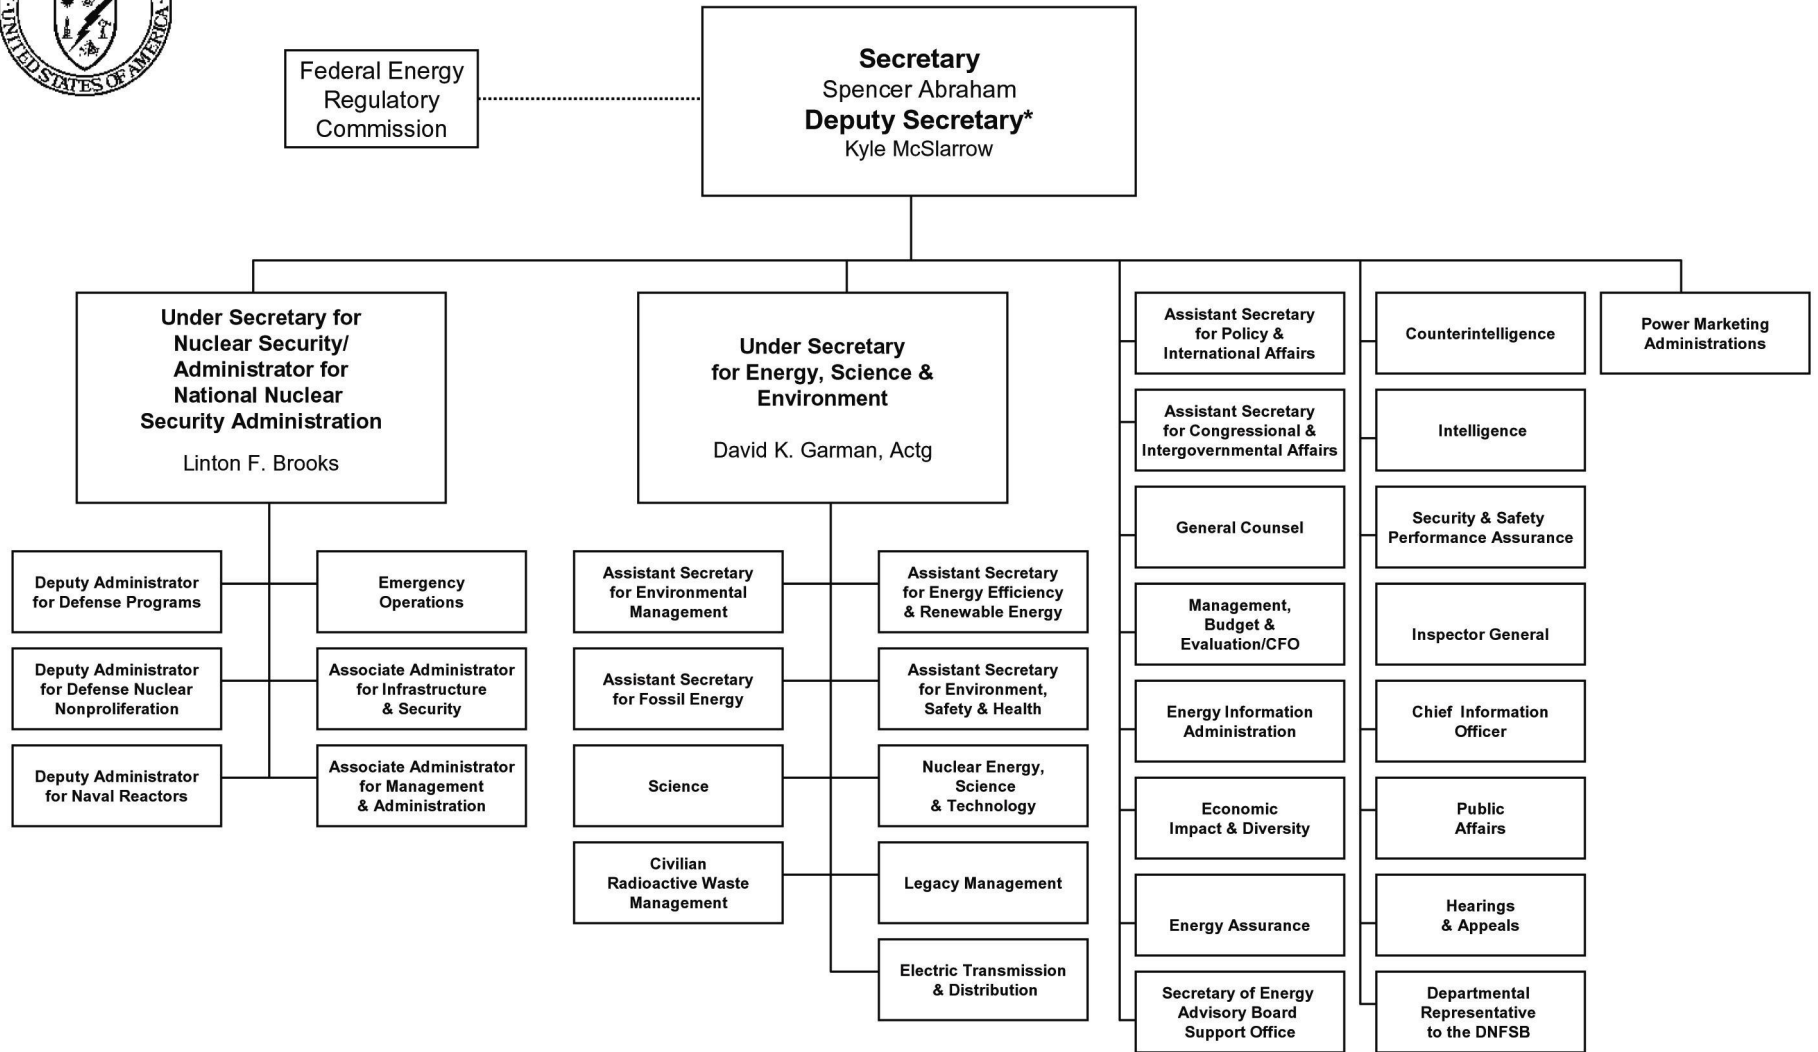 UNITED STATES OF AMERICA
Federal Energy
Regulatory
Commission
Secretary
Spencer Abraham
Deputy Secretary*
Kyle McSlarrow
Under Secretary for
Nuclear Security/
Administrator for
National Nuclear
Security Administration
Linton F. Brooks
Deputy Administrator
for Defense Programs
Emergency
Operations
Deputy Administrator
for Defense Nuclear
Nonproliferation
Associate Administrator
for Infrastructure
& Security
Deputy Administrator
for Naval Reactors
Associate Administrator
for Management
& Administration
Under Secretary
for Energy, Science &
Environment
David K. Garman, Actg
Assistant Secretary
for Environmental
Management
Assistant Secretary
for Energy Efficiency
& Renewable Energy
Assistant Secretary
for Fossil Energy
Assistant Secretary
for Environment,
Safety & Health
Science
Nuclear Energy,
Science
& Technology
Civilian
Radioactive Waste
Management
Legacy Management
Electric Transmission
& Distribution
Assistant Secretary
for Policy &
International Affairs
Assistant Secretary
for Congressional &
Intergovernmental Affairs
General Counsel
Management,
Budget &
Evaluation/CFO
Energy Information
Administration
Economic
Impact & Diversity
Energy Assurance
Secretary of Energy
Advisory Board
Support Office
Counterintelligence
Intelligence
Security & Safety
Performance Assurance
Inspector General
Chief Information
Officer
Public
Affairs
Hearings
& Appeals
Departmental
Representative
to the DNFSB
Power Marketing
Administrations